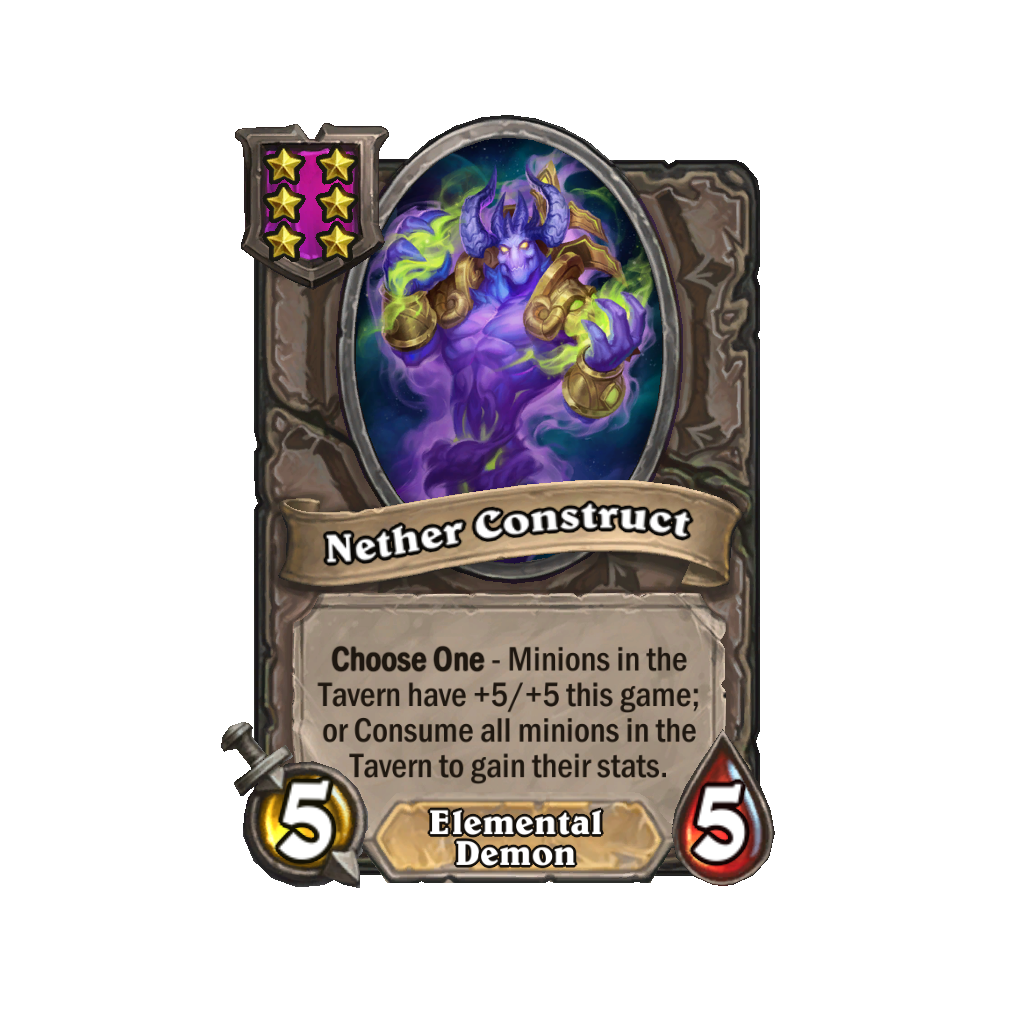 Nether Construct
Choose One - Minions in the
Tavern have +5/+5 this game;
or Consume all minions in the
Tavern to gain their stats.
5
Elemental
Demon
5